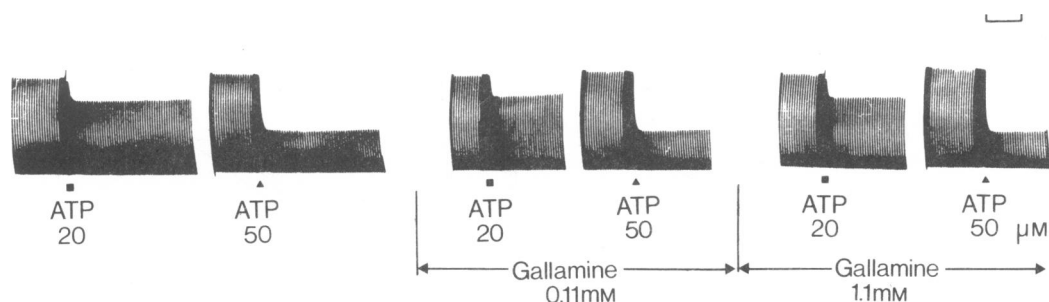 ATP
20
ATP
50
ATP
20
ATP
50
ATP
20
ATP
50 μM
Gallamine
0.11mM
Gallamine
1.1mM